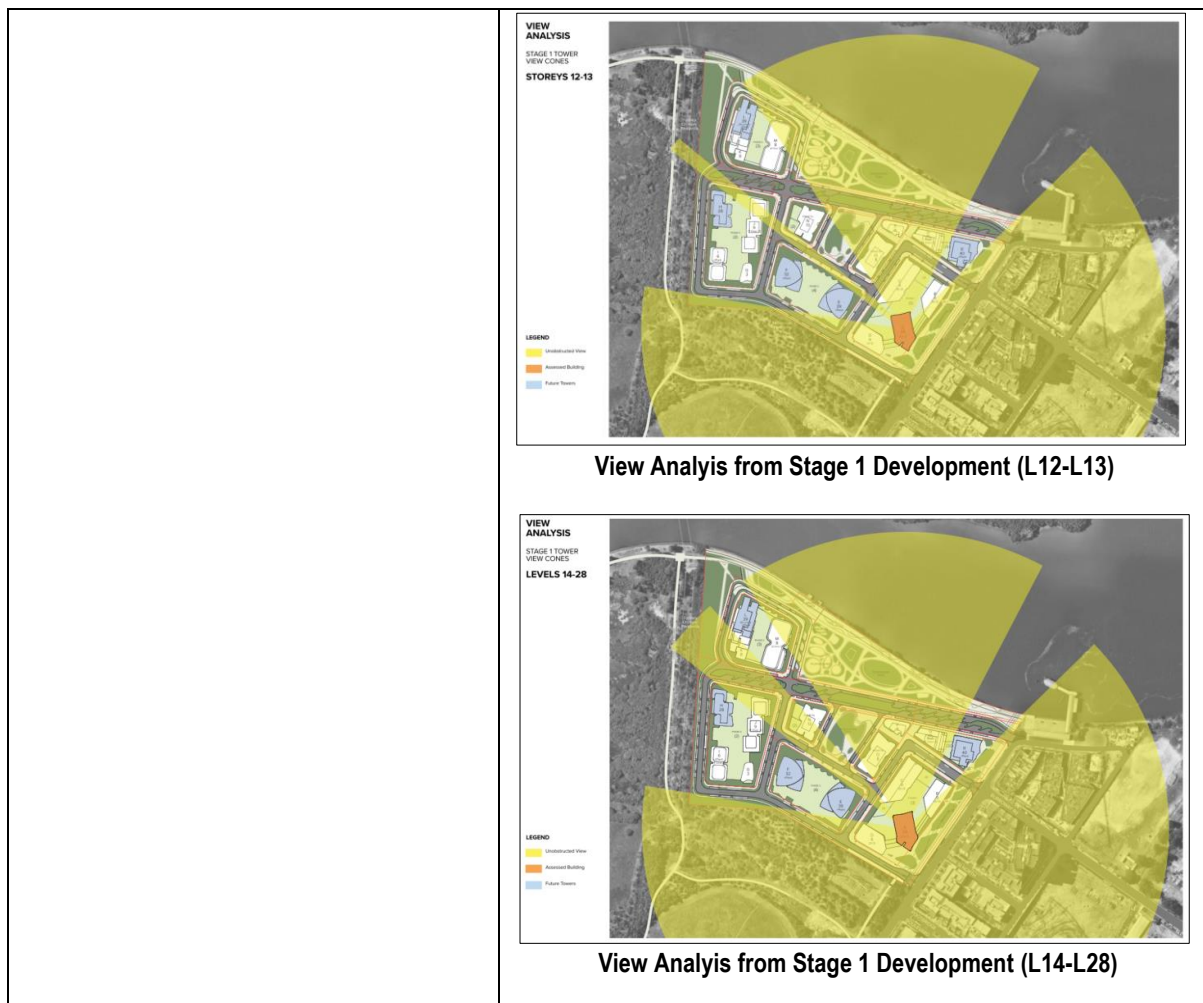 VIEW
ANALYSIS
STAGE 1 TOWER
VIEW CONES
STOREYS 12-13
LEGEND
Unobstructed View
Assessed Building
Future Towers
View Analyis from Stage 1 Development (L12-L13)
VIEW
ANALYSIS
STAGE 1 TOWER
VIEW CONES
LEVELS 14-28
LEGEND
Unobstructed View
Assessed Building
Future Towers
View Analyis from Stage 1 Development (L14-L28)